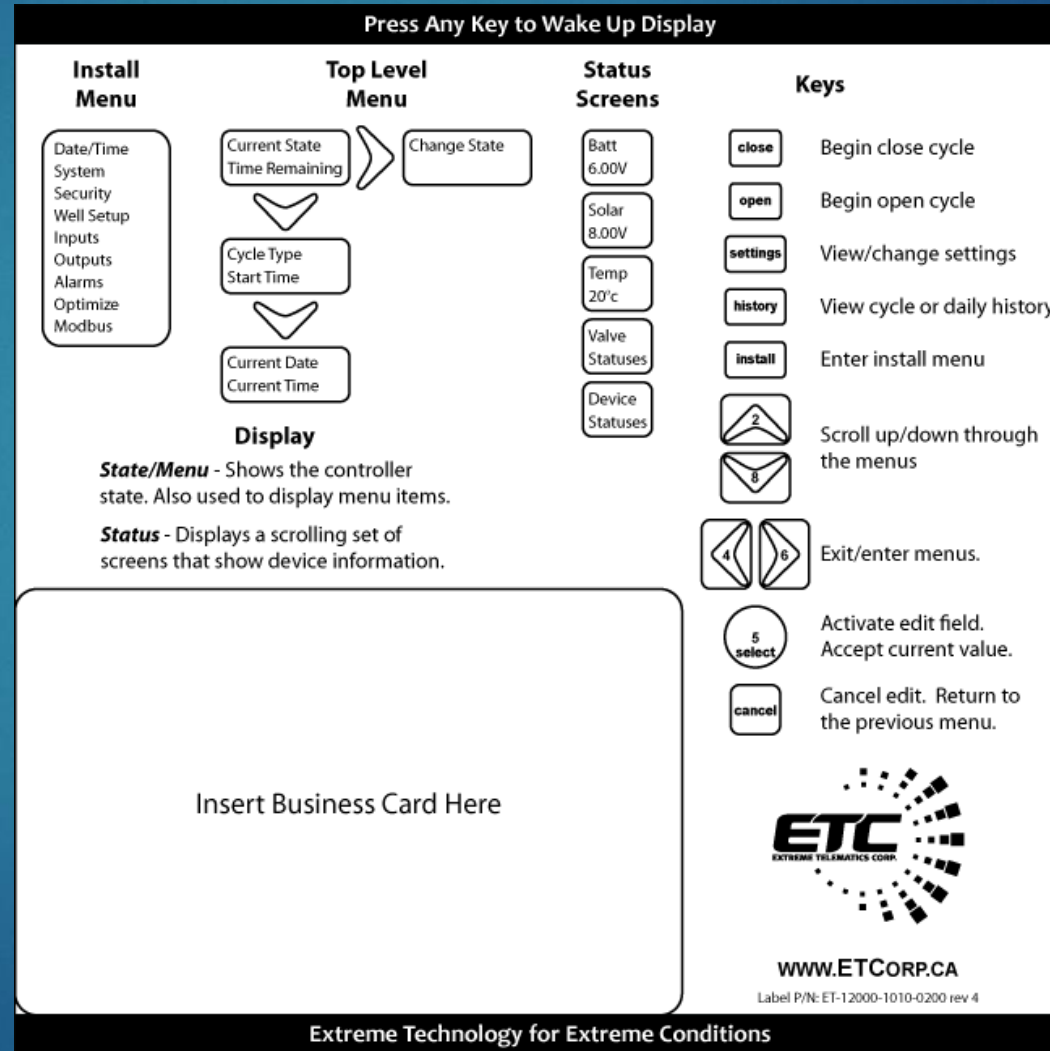 Press Any Key to Wake Up Display
Install
Menu
Date/Time
System
Security
Well Setup
Inputs
Outputs
Alarms
Optimize
Modbus
Top Level
Menu
Current State
Time Remaining
Change State
Cycle Type
Start Time
Current Date
Current Time
Status
Screens
Batt
6.00V
Solar
8.00V
Temp
20°c
Valve
Statuses
Device
Statuses
Display
State/Menu - Shows the controller
state. Also used to display menu items.
Status - Displays a scrolling set of
screens that show device information.
Keys
close
Begin close cycle
open
Begin open cycle
settings
View/change settings
history
View cycle or daily history
install
Enter install menu
2
8
Scroll up/down through
the menus
4
6
Exit/enter menus.
5
select
Activate edit field.
Accept current value.
cancel
Cancel edit. Return to
the previous menu.
Insert Business Card Here
ETC
EXTREME TELEMATICS CORP.
WWW.ETCORP.CA
Label P/N: ET-12000-1010-0200 rev 4
Extreme Technology for Extreme Conditions